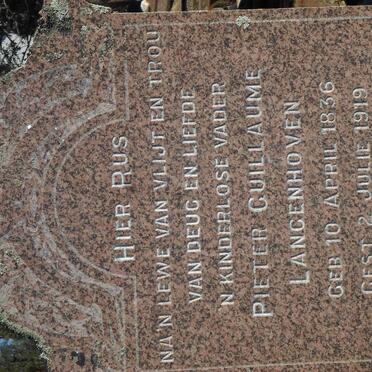 HIER RUS
NA'N LEWE VAN VLIJT EN TROU
VAN DEUG EN LIEFDE
'N KINDERLOSE VADER
PIETER GUILLAUME
LANGENHOVEN
GEB 10 APRIL 1836
GEST 2 JULIE 1919